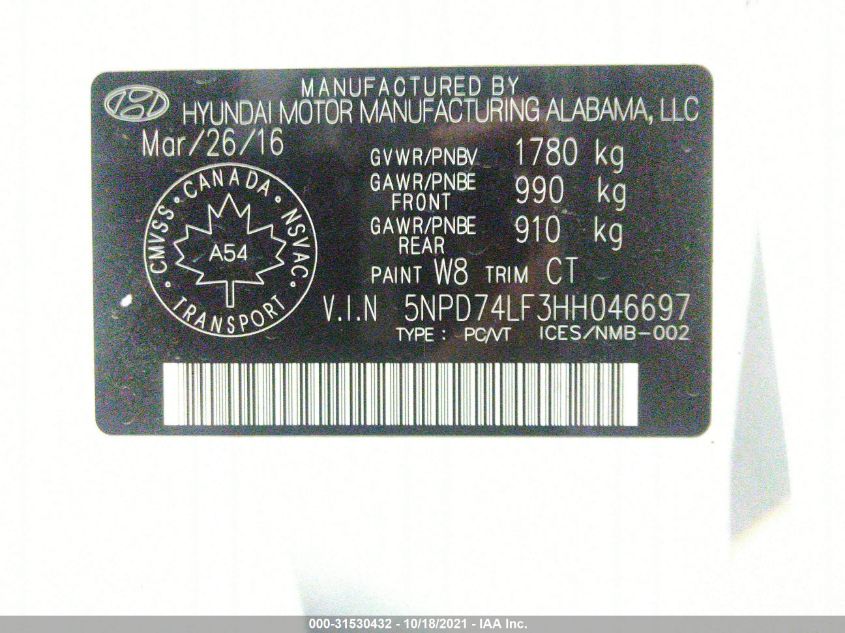 MANUFACTURED BY
HYUNDAI MOTOR MANUFACTURING ALABAMA, LLC
Mar/26/16
GVWR/PNBV 1780 kg
GAWR/PNBE FRONT 990 kg
GAWR/PNBE REAR 910 kg
CMVSS • CANADA • NSVAC • TRANSPORT •
A54
PAINT W8 TRIM CT
V.I.N 5NPD74LF3HH046697
TYPE : PC/VT ICES/NMB-002
000-31530432 - 10/18/2021 - IAA Inc.